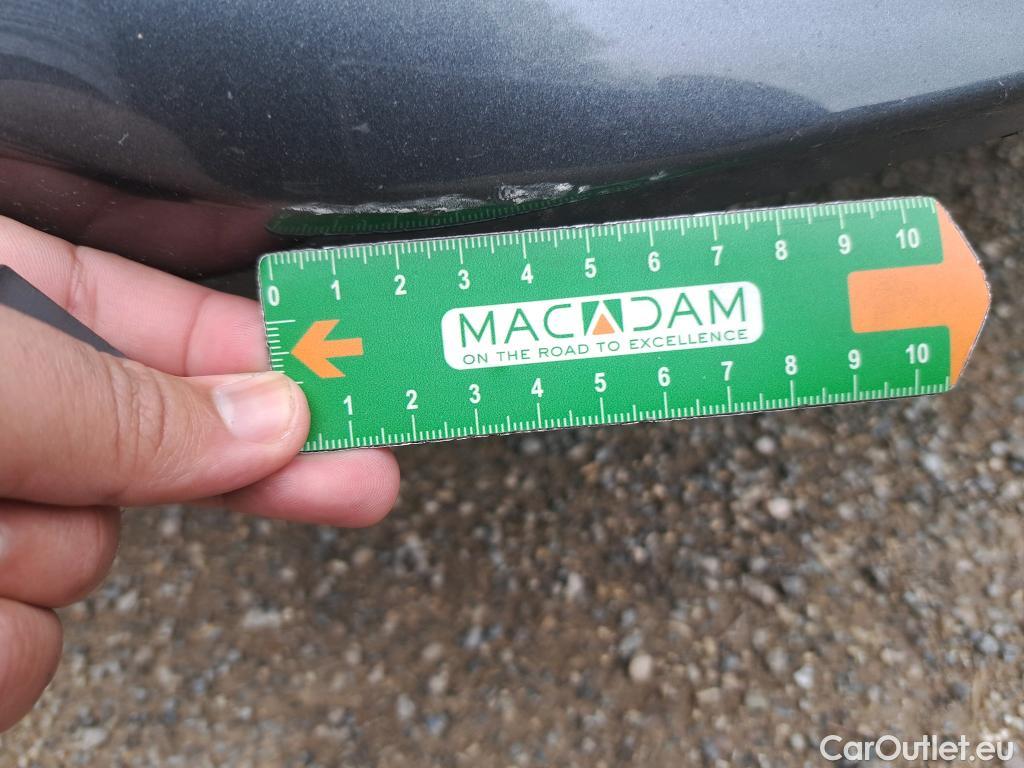 0 1 2 3 4 5 6 7 8 9 10
MACADAM
ON THE ROAD TO EXCELLENCE
1 2 3 4 5 6 7 8 9 10
CarOutlet.eu